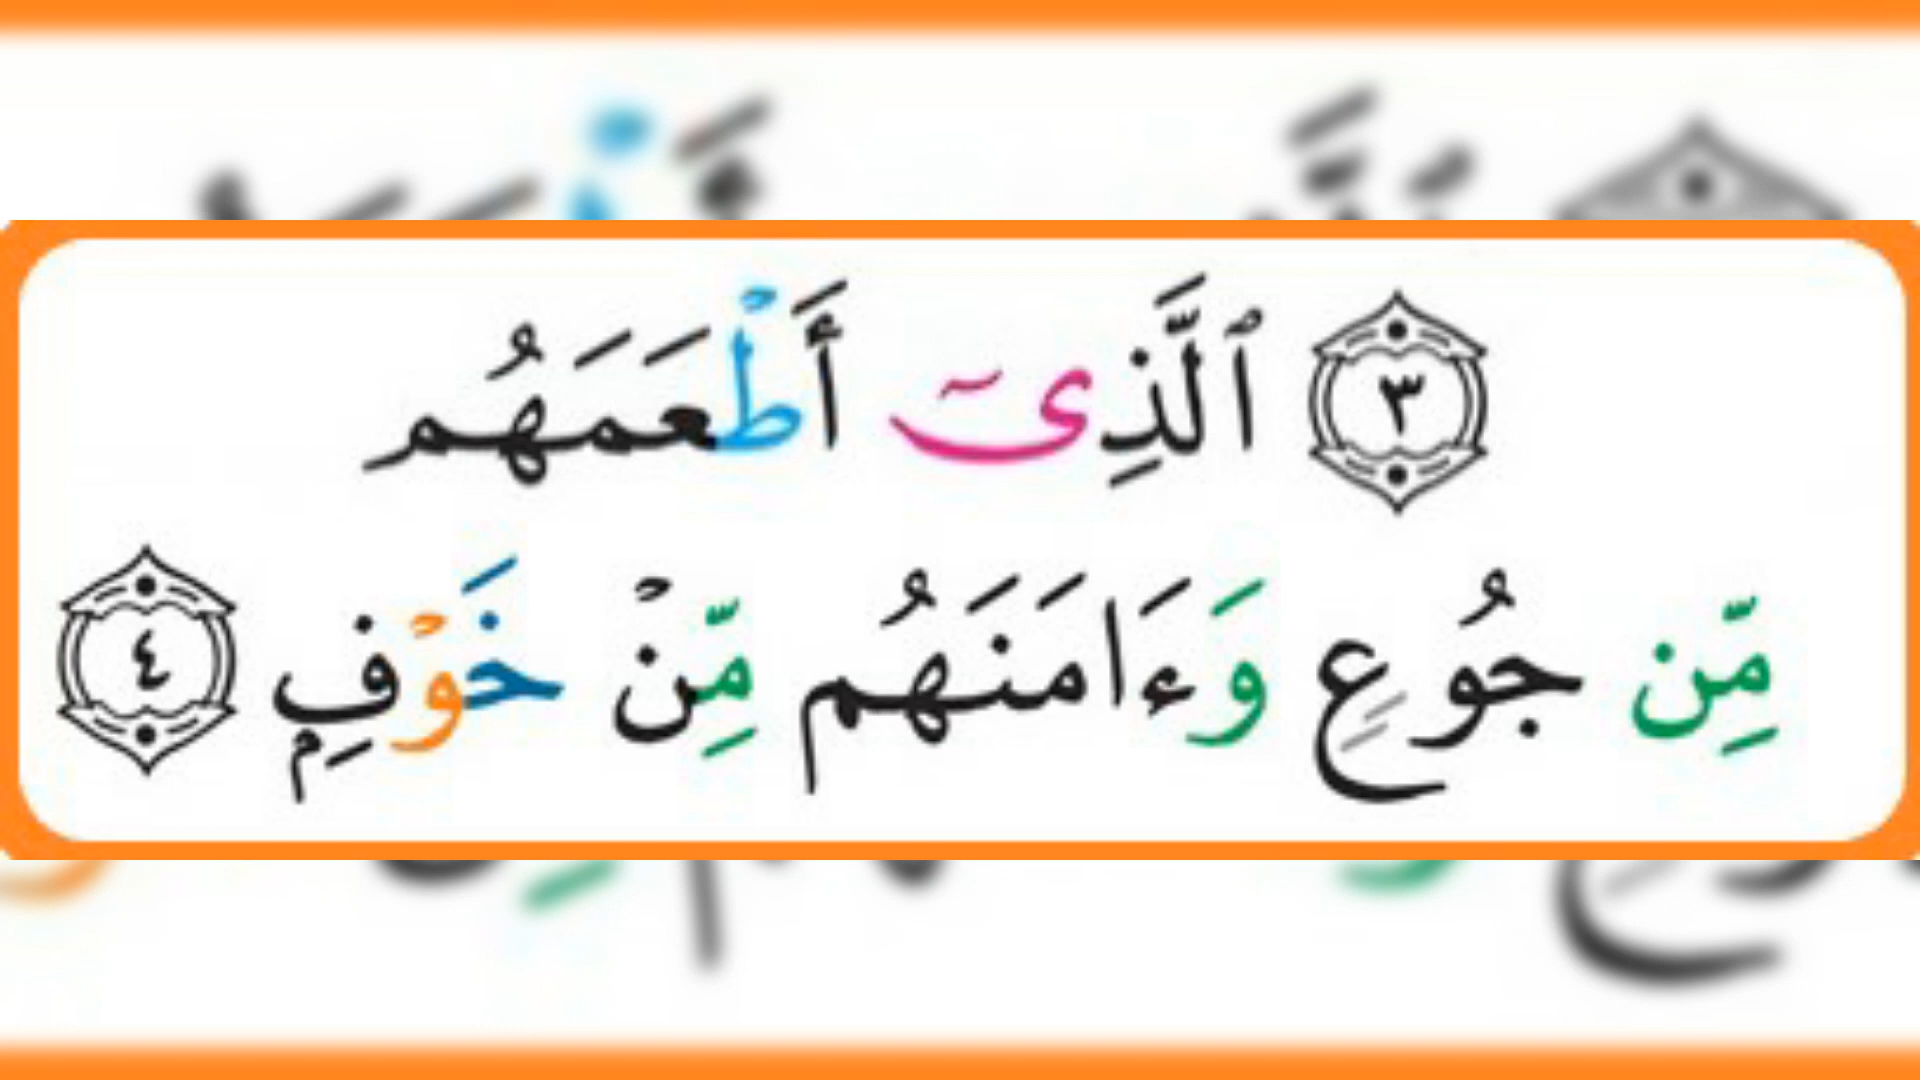 ٣ ٱلَّذِىٓ أَطْعَمَهُم
مِّن جُوعٍ وَءَامَنَهُم مِّنْ خَوْفٍۭ ٤